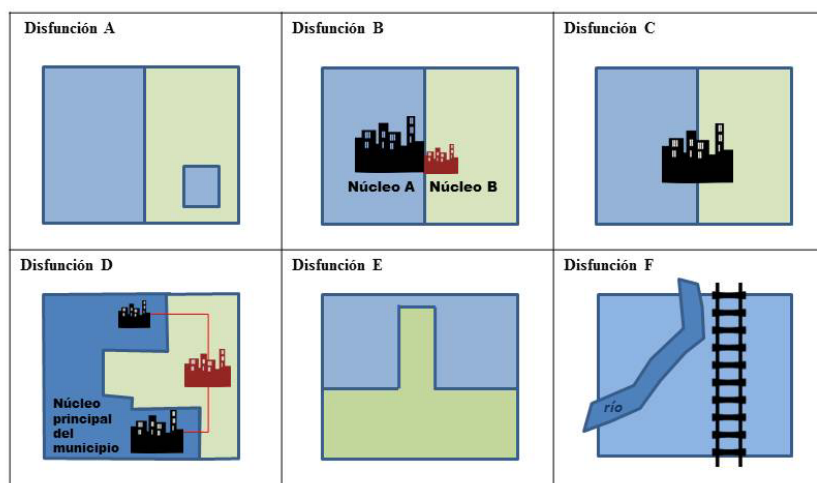 Disfunción A
Disfunción B
Núcleo A
Núcleo B
Disfunción C
Disfunción D
Núcleo
principal
del
municipio
Disfunción E
Disfunción F
río